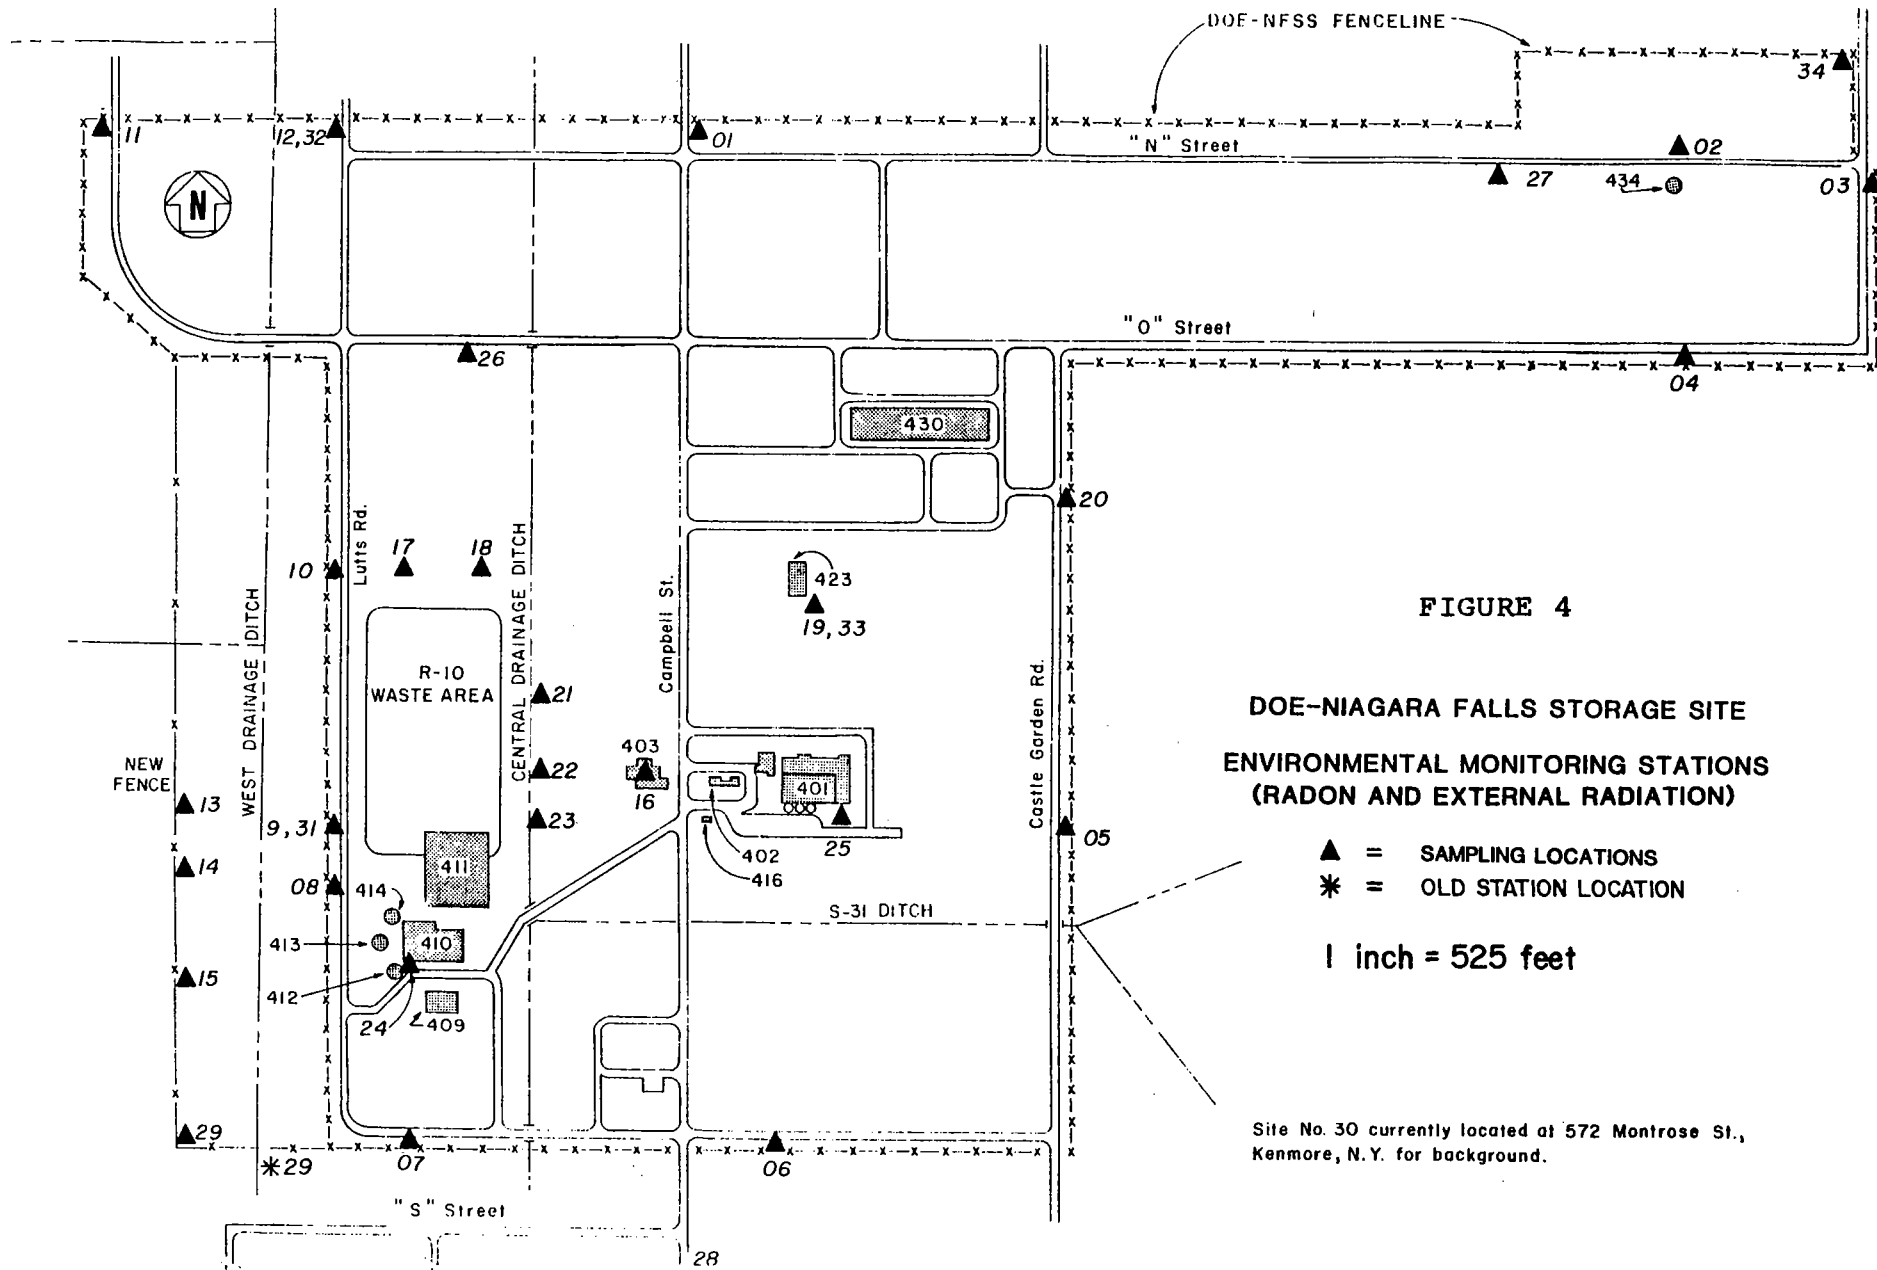 DOE-NFSS FENCELINE
34
11
12,32
01
"N" Street
02
27
434
03
N
"O" Street
26
04
430
20
Lutts Rd.
17
18
10
CENTRAL DRAINAGE DITCH
Campbell St.
423
19,33
WEST DRAINAGE DITCH
R-10
WASTE AREA
21
403
22
16
401
Castle Garden Rd.
NEW
FENCE
13
9,31
23
402
25
05
416
14
08
414
411
S-31 DITCH
413
410
15
412
24
409
29
07
06
29
"S" Street
28
FIGURE 4
DOE-NIAGARA FALLS STORAGE SITE
ENVIRONMENTAL MONITORING STATIONS
(RADON AND EXTERNAL RADIATION)
▲ = SAMPLING LOCATIONS
* = OLD STATION LOCATION
1 inch = 525 feet
Site No. 30 currently located at 572 Montrose St.,
Kenmore, N.Y. for background.